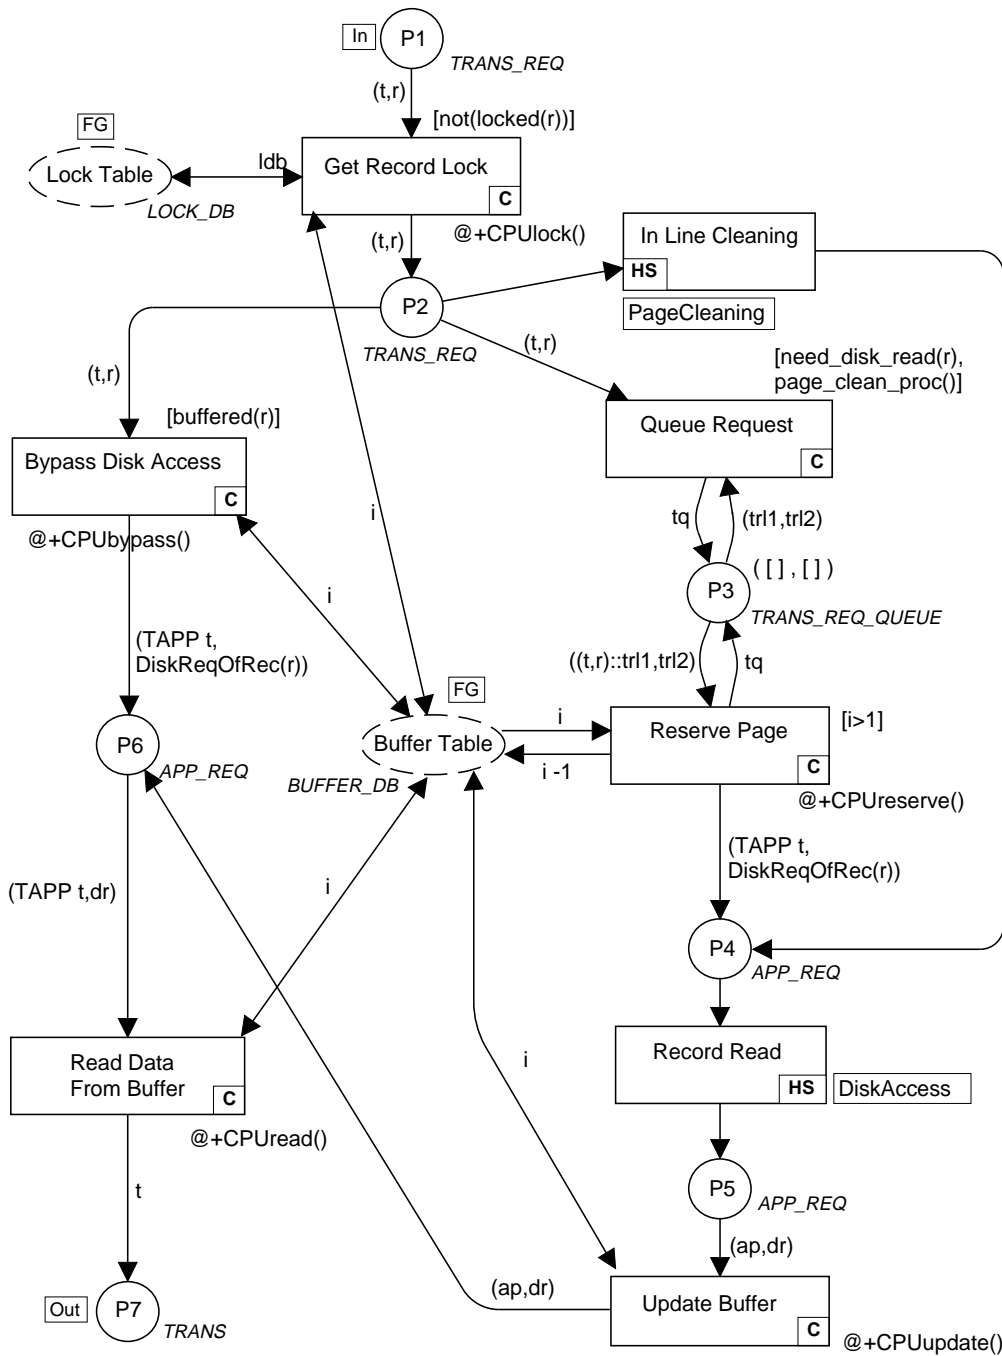 In
P1
TRANS_REQ
(t,r)
[not(locked(r))]
FG
Lock Table
LOCK_DB
ldb
Get Record Lock
C
@+CPUlock()
(t,r)
In Line Cleaning
HS
PageCleaning
P2
TRANS_REQ
(t,r)
(t,r)
[need_disk_read(r),
page_clean_proc()]
[buffered(r)]
Bypass Disk Access
C
@+CPUbypass()
Queue Request
C
i
tq
(trl1,trl2)
i
([],[])
P3
TRANS_REQ_QUEUE
(TAPP t,
DiskReqOfRec(r))
((t,r)::trl1,trl2)
tq
FG
Buffer Table
BUFFER_DB
i
i -1
Reserve Page
C
[i>1]
@+CPUreserve()
P6
APP_REQ
(TAPP t,
DiskReqOfRec(r))
(TAPP t,dr)
i
P4
APP_REQ
Read Data
From Buffer
C
@+CPUread()
i
Record Read
HS
DiskAccess
t
P5
APP_REQ
(ap,dr)
Out
P7
TRANS
(ap,dr)
Update Buffer
C
@+CPUupdate()